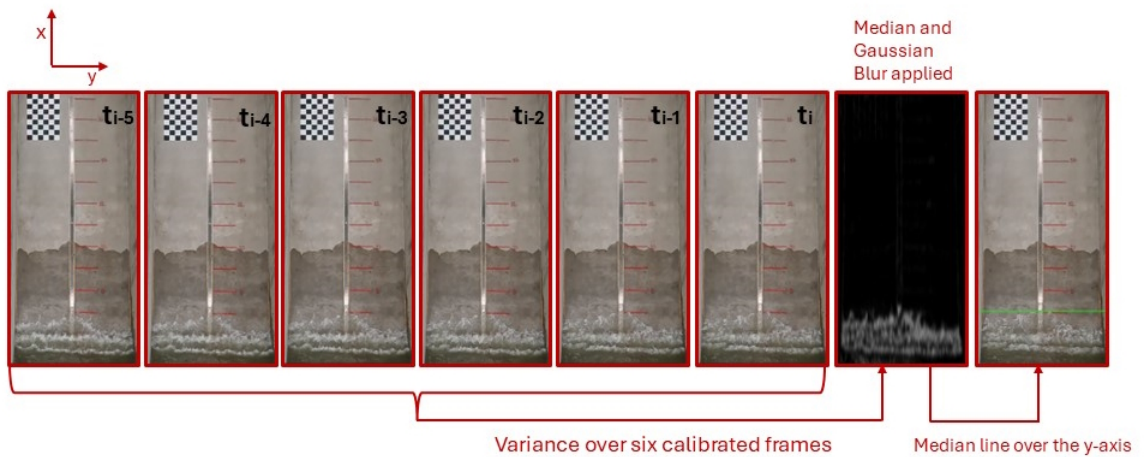 x
y
Median and
Gaussian
Blur applied
ti-5
ti-4
ti-3
ti-2
ti-1
ti
Variance over six calibrated frames
Median line over the y-axis